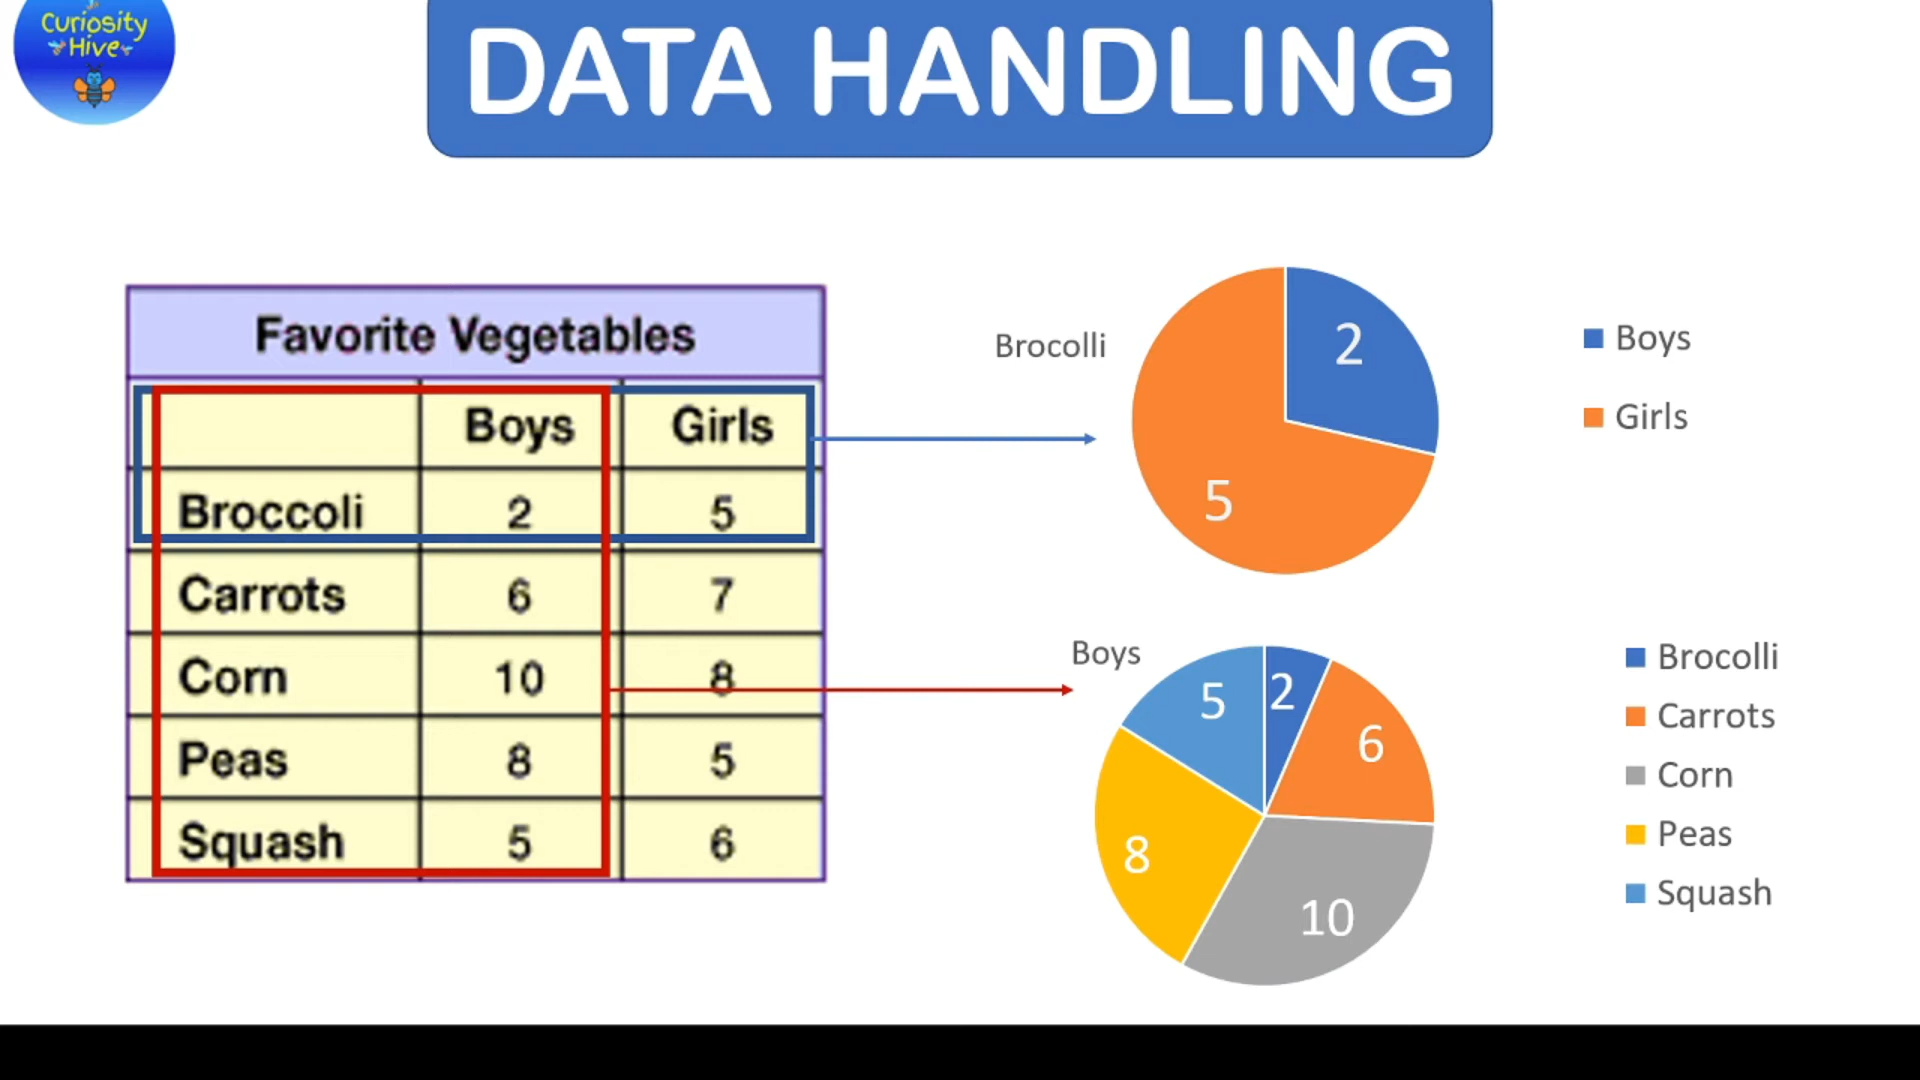 Curiosity
Hive
DATA HANDLING
Favorite Vegetables
Boys Girls
Broccoli 2 5
Carrots 6 7
Corn 10 8
Peas 8 5
Squash 5 6
Brocolli
2
5
Boys
Girls
Boys
5 2
6
8
10
Brocolli
Carrots
Corn
Peas
Squash